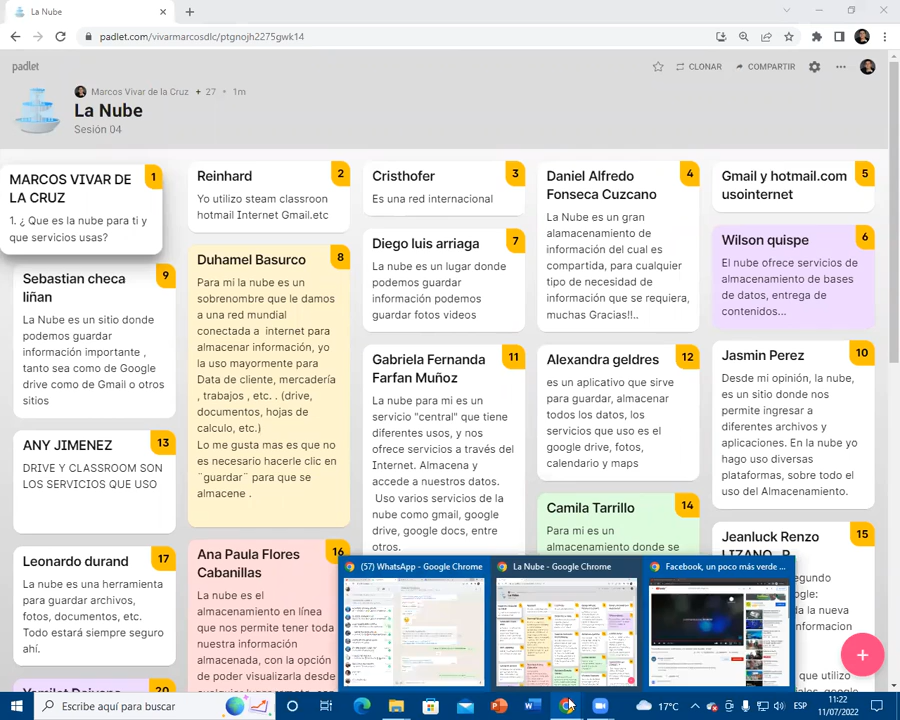 La Nube
padlet.com/vivarmarcosdlc/ptgnojh2275gwk14
padlet
CLONAR
COMPARTIR
Marcos Vivar de la Cruz + 27 • 1m
La Nube
Sesión 04
MARCOS VIVAR DE
LA CRUZ
1
1. ¿ Que es la nube para ti y
que servicios usas?
Reinhard
2
Yo utilizo steam classroon
hotmail Internet Gmail.etc
Cristhofer
3
Es una red internacional
Daniel Alfredo
Fonseca Cuzcano
4
La Nube es un gran
alamacenamiento de
información del cual es
compartida, para cualquier
tipo de necesidad de
información que se requiera,
muchas Gracias!!..
Gmail y hotmail.com
usointernet
5
Wilson quispe
6
El nube ofrece servicios de
almacenamiento de bases
de datos, entrega de
contenidos...
Diego luis arriaga
7
La nube es un lugar donde
podemos guardar
información podemos
guardar fotos videos
Duhamel Basurco
8
Para mi la nube es un
sobrenombre que le damos
a una red mundial
conectada a internet para
almacenar información, yo
la uso mayormente para
Data de cliente, mercadería
, trabajos , etc. . (drive,
documentos, hojas de
calculo, etc.)
Lo me gusta mas es que no
es necesario hacerle clic en
¨guardar¨ para que se
almacene .
Sebastian checa
liñan
9
La Nube es un sitio donde
podemos guardar
información importante ,
tanto sea como de Google
drive como de Gmail o otros
sitios
Jasmin Perez
10
Desde mi opinión, la nube,
es un sitio donde nos
permite ingresar a
diferentes archivos y
aplicaciones. En la nube yo
hago uso diversas
plataformas, sobre todo el
uso del Almacenamiento.
Gabriela Fernanda
Farfan Muñoz
11
La nube para mi es un
servicio "central" que tiene
diferentes usos, y nos
ofrece servicios a través del
Internet. Almacena y
accede a nuestros datos.
Uso varios servicios de la
nube como gmail, google
drive, google docs, entre
otros.
Alexandra geldres
12
es un aplicativo que sirve
para guardar, almacenar
todos los datos, los
servicios que uso es el
google drive, fotos,
calendario y maps
ANY JIMENEZ
13
DRIVE Y CLASSROOM SON
LOS SERVICIOS QUE USO
Camila Tarrillo
14
Para mi es un
almacenamiento donde se
Jeanluck Renzo
15
Ana Paula Flores
Cabanillas
16
La nube es el
almacenamiento en línea
que nos permite tener toda
nuestra información
almacenada, con la opción
de poder visualizarla desde
Leonardo durand
17
La nube es una herramienta
para guardar archivos,
fotos, documentos, etc.
Todo estará siempre seguro
ahí.
20
(57) WhatsApp - Google Chrome
La Nube - Google Chrome
Facebook, un poco más verde ...
Escribe aquí para buscar
17°C
ESP
11:22
11/07/2022